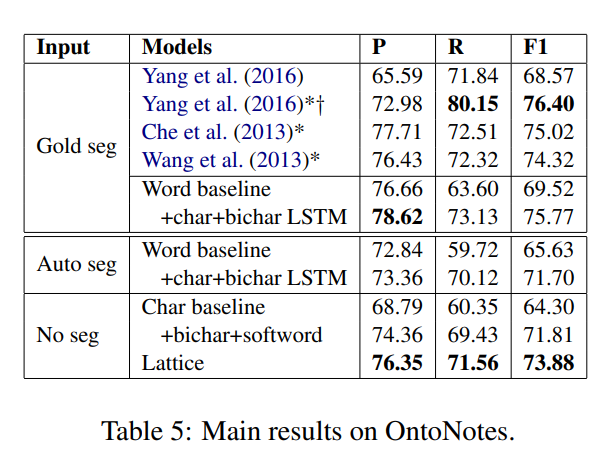 Input Models P R F1
Yang et al. (2016) 65.59 71.84 68.57
Yang et al. (2016)*† 72.98 80.15 76.40
Che et al. (2013)* 77.71 72.51 75.02
Gold seg
Wang et al. (2013)* 76.43 72.32 74.32
Word baseline 76.66 63.60 69.52
+char+bichar LSTM 78.62 73.13 75.77
Word baseline 72.84 59.72 65.63
Auto seg
+char+bichar LSTM 73.36 70.12 71.70
Char baseline 68.79 60.35 64.30
No seg +bichar+softword 74.36 69.43 71.81
Lattice 76.35 71.56 73.88
Table 5: Main results on OntoNotes.